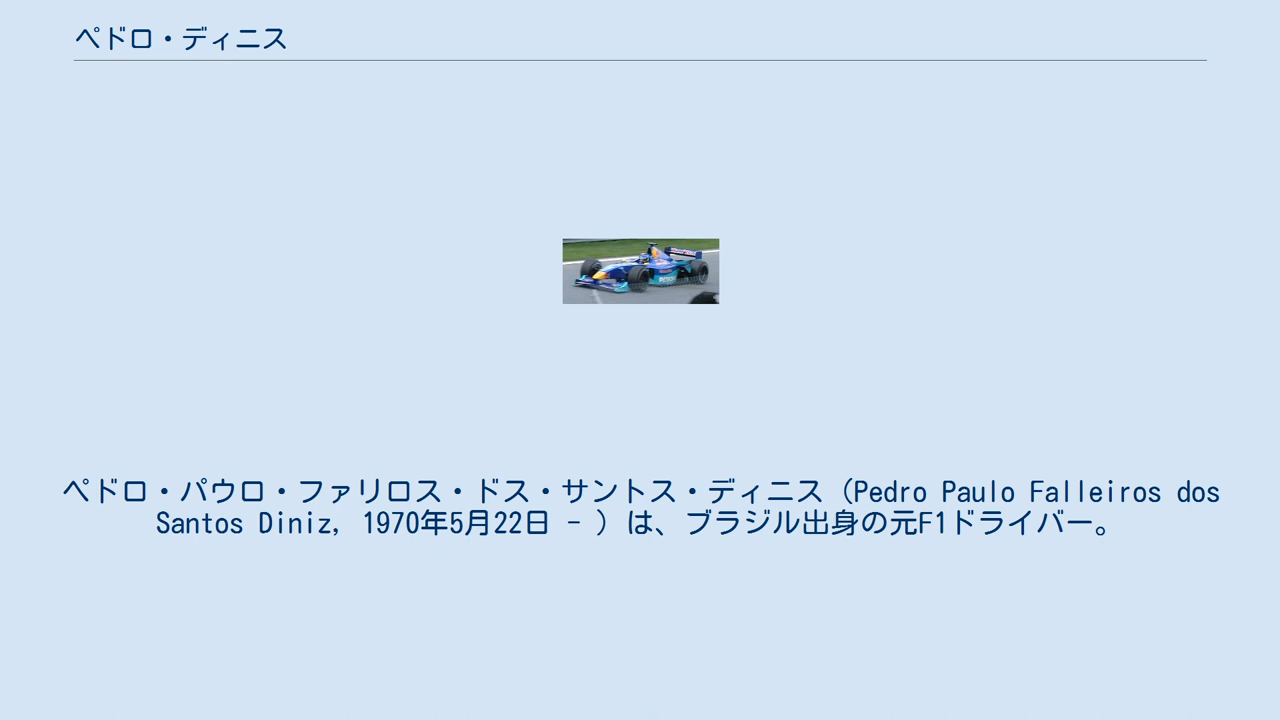 ペドロ・ディニス
ペドロ・パウロ・ファリロス・ドス・サントス・ディニス（Pedro Paulo Falleiros dos
Santos Diniz, 1970年5月22日 - ）は、ブラジル出身の元F1ドライバー。